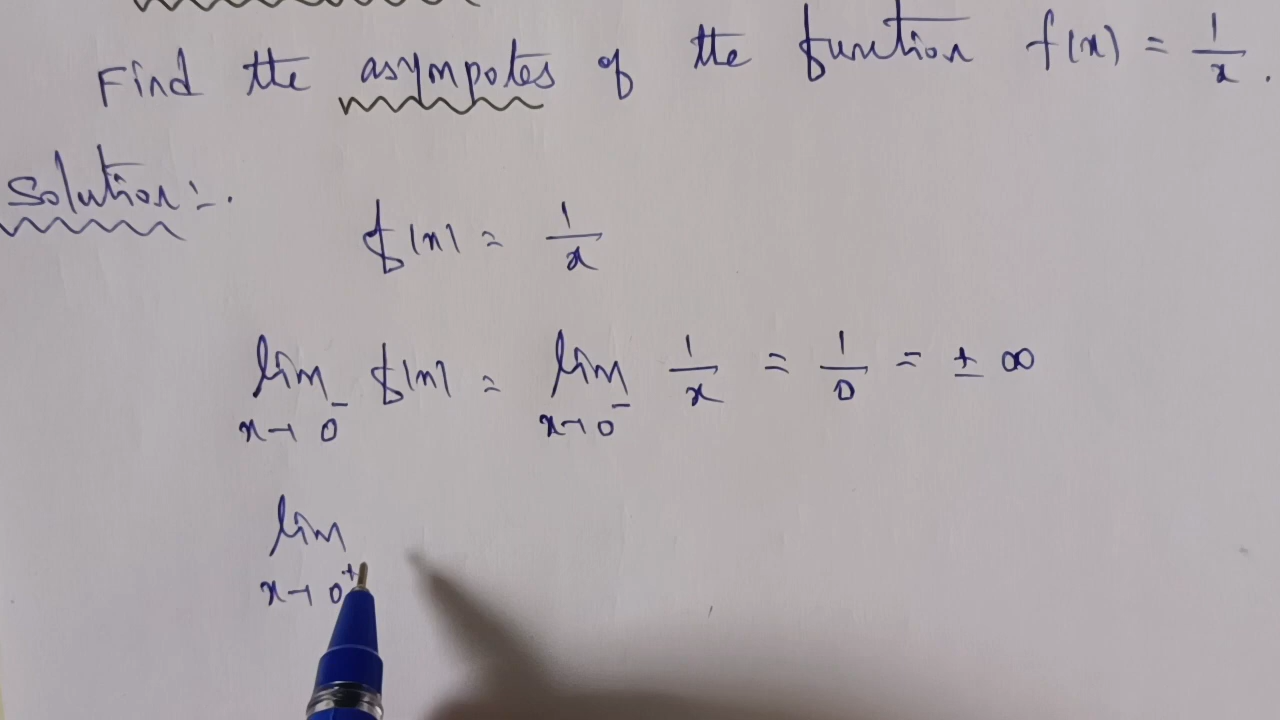 Find the asympotes of the function f(x) = 1/x.
Solution:-.
f(x) = 1/x
lim x→0⁻ f(x) = lim x→0⁻ 1/x = 1/0 = ± ∞
lim x→0⁺